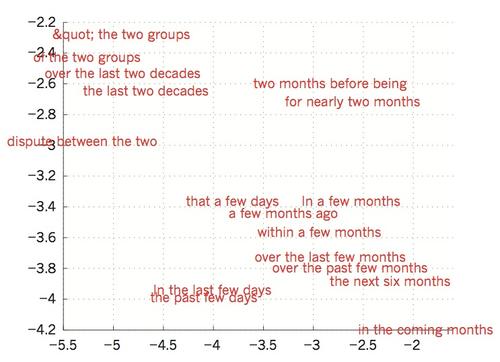 −2.2
&quot; the two groups
−2.4
of the two groups
over the last two decades
−2.6
two months before being
the last two decades
for nearly two months
−2.8
dispute between the two
−3
−3.2
that a few days
In a few months
−3.4
a few months ago
within a few months
−3.6
over the last few months
−3.8
over the past few months
the next six months
In the last few days
the past few days
−4
−4.2
in the coming months
−5.5 −5 −4.5 −4 −3.5 −3 −2.5 −2